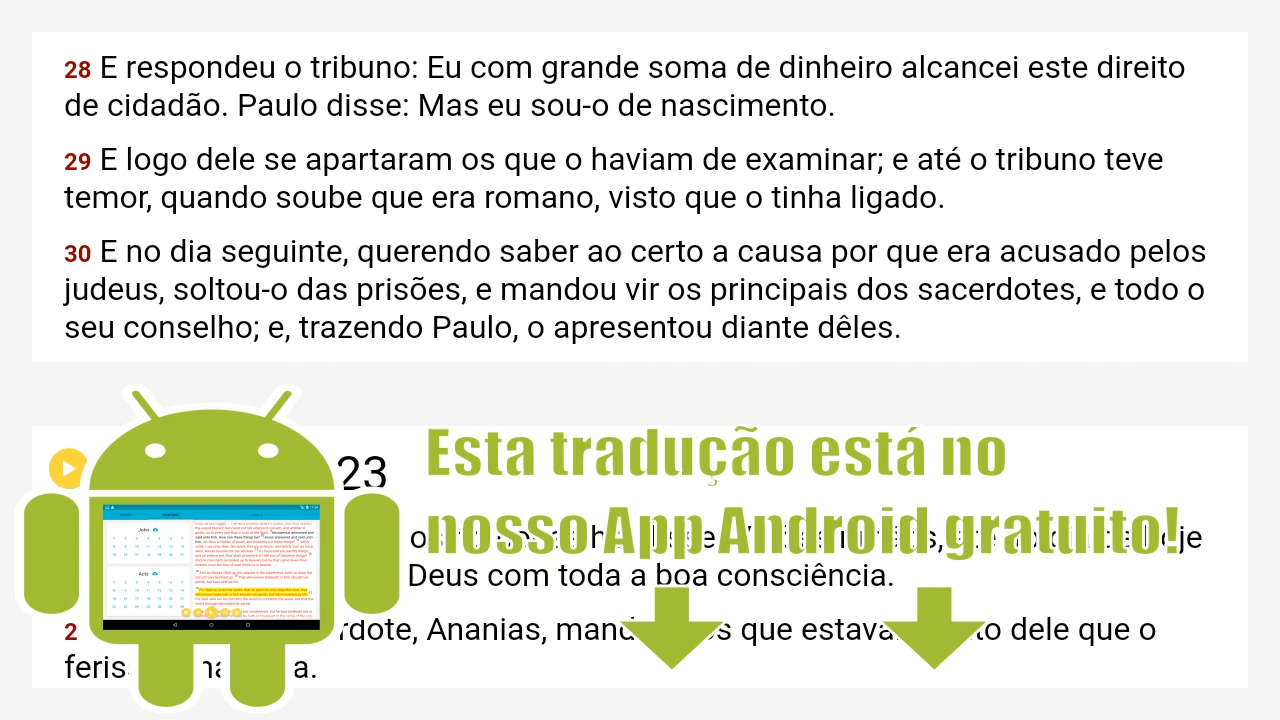 28 E respondeu o tribuno: Eu com grande soma de dinheiro alcancei este direito
de cidadão. Paulo disse: Mas eu sou-o de nascimento.
29 E logo dele se apartaram os que o haviam de examinar; e até o tribuno teve
temor, quando soube que era romano, visto que o tinha ligado.
30 E no dia seguinte, querendo saber ao certo a causa por que era acusado pelos
judeus, soltou-o das prisões, e mandou vir os principais dos sacerdotes, e todo o
seu conselho; e, trazendo Paulo, o apresentou diante dêles.
23
Esta tradução está no
nosso App Android gratuito!
Deus com toda a boa consciência.
2 Ananias, que dele que o